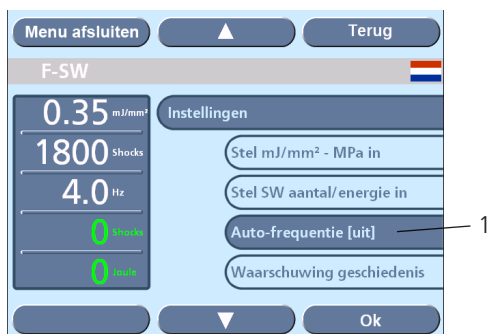 Menu afsluiten
Terug
F-SW
0.35 mJ/mm²
1800 Shocks
4.0 Hz
0 Shocks
0 Joule
Instellingen
Stel mJ/mm² - MPa in
Stel SW aantal/energie in
Auto-frequentie [uit]
1
Waarschuwing geschiedenis
Ok